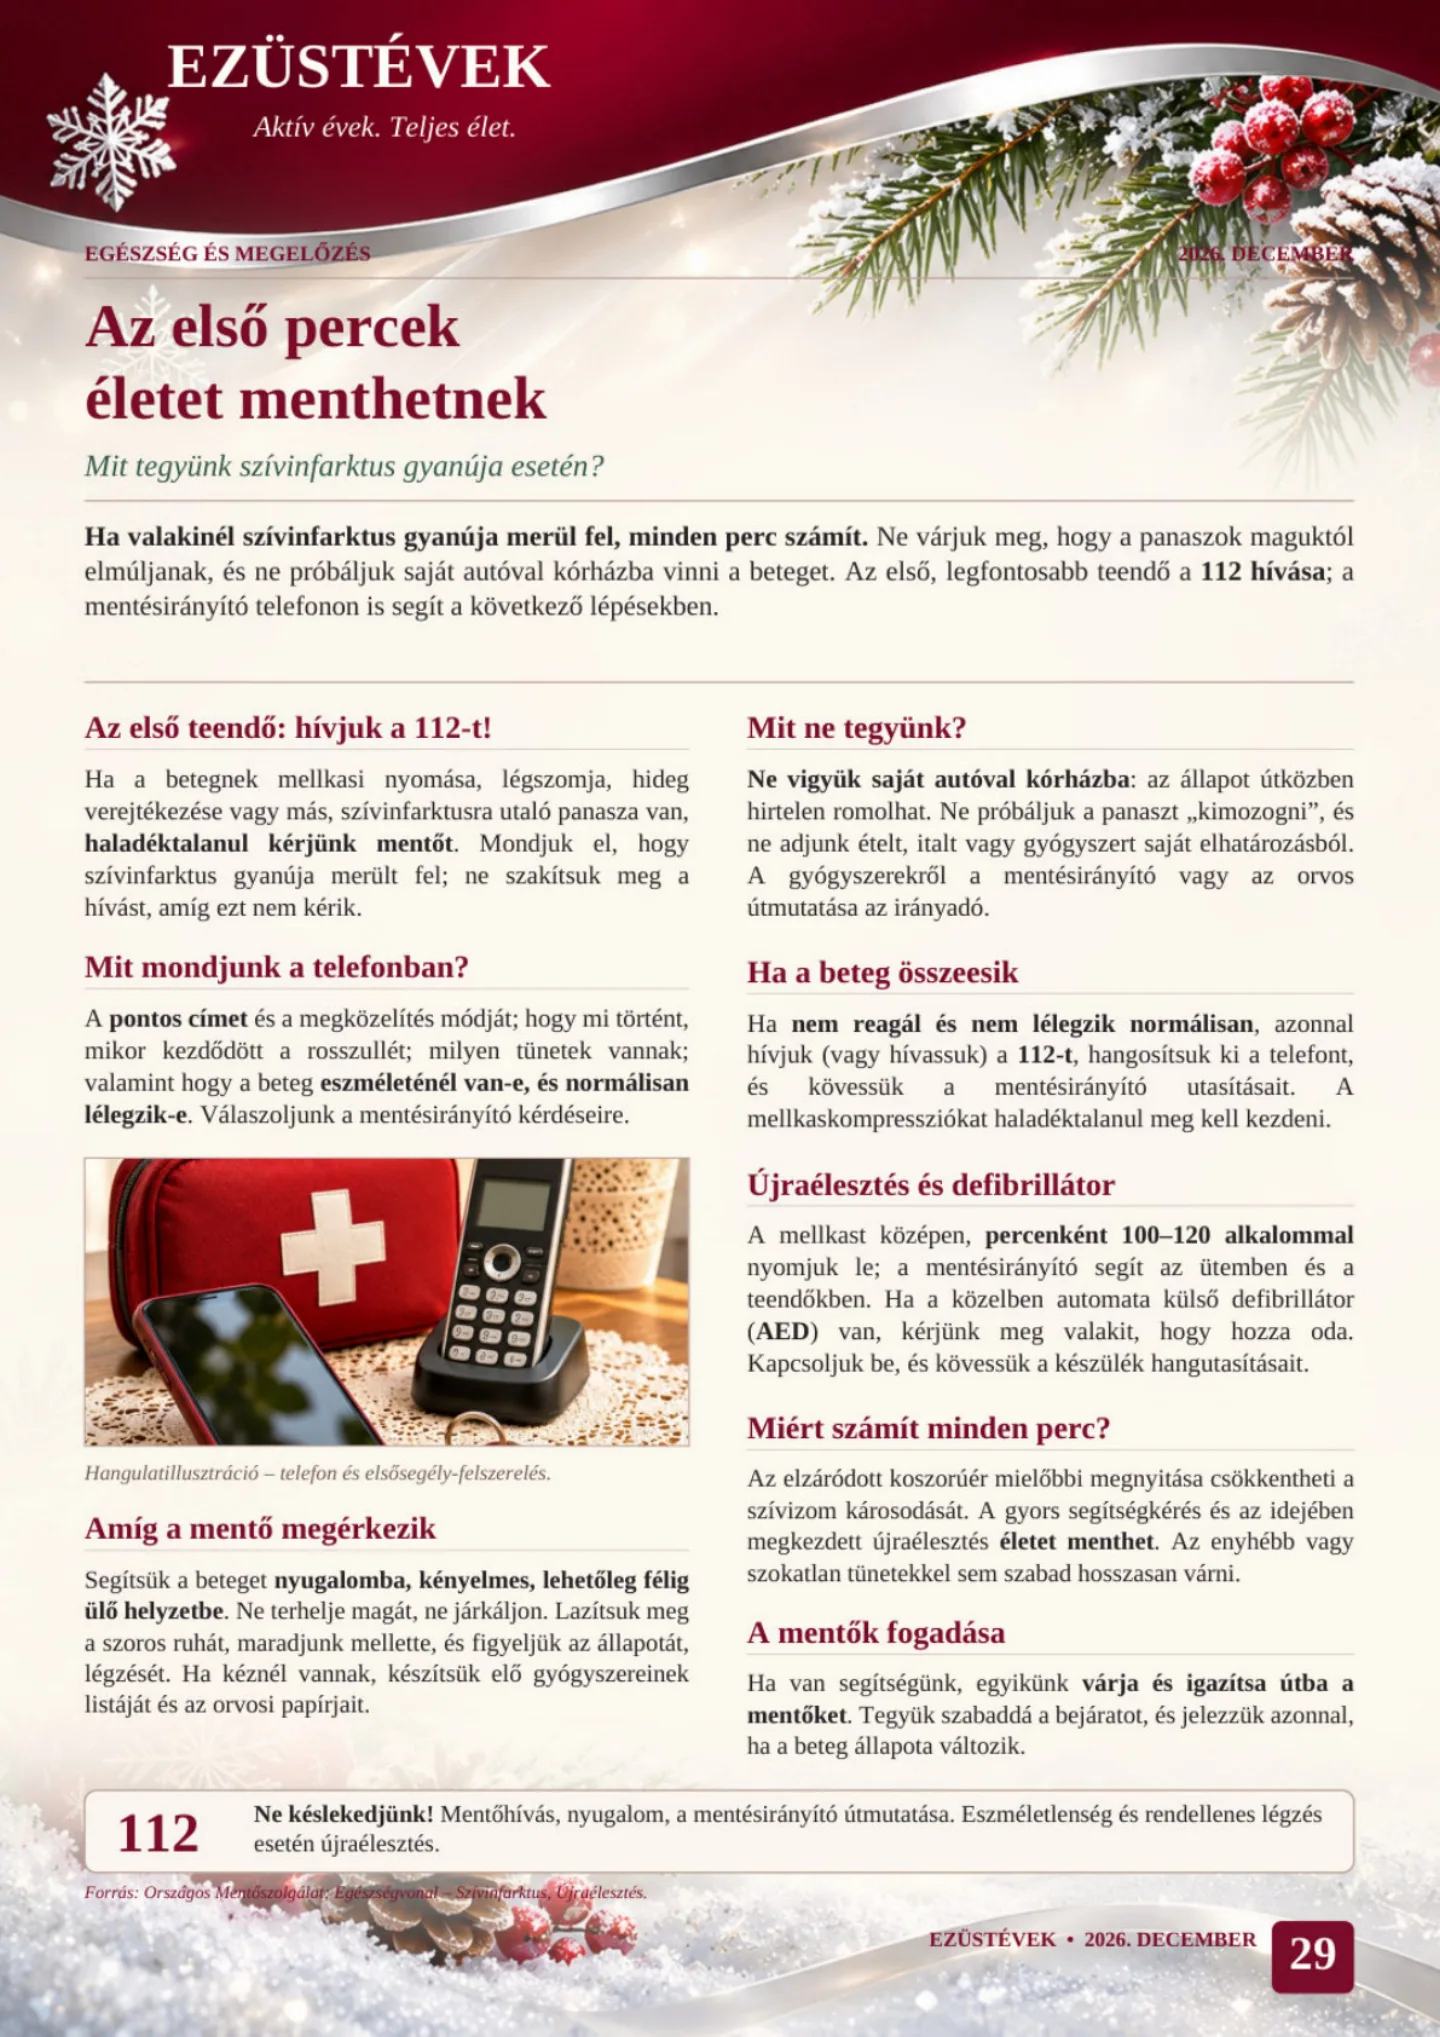 EZÜSTÉVEK
Aktív évek. Teljes élet.
EGÉSZSÉG ÉS MEGELŐZÉS
2026. DECEMBER
Az első percek
életet menthetnek
Mit tegyünk szívinfarktus gyanúja esetén?
Ha valakinél szívinfarktus gyanúja merül fel, minden perc számít. Ne várjuk meg, hogy a panaszok maguktól
elmúljanak, és ne próbáljuk saját autóval kórházba vinni a beteget. Az első, legfontosabb teendő a 112 hívása; a
mentésirányító telefonon is segít a következő lépésekben.
Az első teendő: hívjuk a 112-t!
Ha a betegnek mellkasi nyomása, légszomja, hideg
verejtékezése vagy más, szívinfarktusra utaló panasza van,
haladéktalanul kérjünk mentőt. Mondjuk el, hogy
szívinfarktus gyanúja merült fel; ne szakítsuk meg a
hívást, amíg ezt nem kérik.
Mit mondjunk a telefonban?
A pontos címet és a megközelítés módját; hogy mi történt,
mikor kezdődött a rosszullét; milyen tünetek vannak;
valamint hogy a beteg eszméleténél van-e, és normálisan
lélegzik-e. Válaszoljunk a mentésirányító kérdéseire.
Hangulatillusztráció – telefon és elsősegély-felszerelés.
Amíg a mentő megérkezik
Segítsük a beteget nyugalomba, kényelmes, lehetőleg félig
ülő helyzetbe. Ne terhelje magát, ne járkáljon. Lazítsuk meg
a szoros ruhát, maradjunk mellette, és figyeljük az állapotát,
légzését. Ha kéznél vannak, készítsük elő gyógyszereinek
listáját és az orvosi papírjait.
Mit ne tegyünk?
Ne vigyük saját autóval kórházba: az állapot útközben
hirtelen romolhat. Ne próbáljuk a panaszt „kimozogni”, és
ne adjunk ételt, italt vagy gyógyszert saját elhatározásból.
A gyógyszerekről a mentésirányító vagy az orvos
útmutatása az irányadó.
Ha a beteg összeesik
Ha nem reagál és nem lélegzik normálisan, azonnal
hívjuk (vagy hívassuk) a 112-t, hangosítsuk ki a telefont,
és kövessük a mentésirányító utasításait. A
mellkaskompressziókat haladéktalanul meg kell kezdeni.
Újraélesztés és defibrillátor
A mellkast középen, percenként 100–120 alkalommal
nyomjuk le; a mentésirányító segít az ütemben és a
teendőkben. Ha a közelben automata külső defibrillátor
(AED) van, kérjünk meg valakit, hogy hozza oda.
Kapcsoljuk be, és kövessük a készülék hangutasításait.
Miért számít minden perc?
Az elzáródott koszorúér mielőbbi megnyitása csökkentheti a
szívizom károsodását. A gyors segítségkérés és az idejében
megkezdett újraélesztés életet menthet. Az enyhébb vagy
szokatlan tünetekkel sem szabad hosszasan várni.
A mentők fogadása
Ha van segítségünk, egyikünk várja és igazítsa útba a
mentőket. Tegyük szabaddá a bejáratot, és jelezzük azonnal,
ha a beteg állapota változik.
112
Ne késlekedjünk! Mentőhívás, nyugalom, a mentésirányító útmutatása. Eszméletlenség és rendellenes légzés
esetén újraélesztés.
Forrás: Országos Mentőszolgálat; Egészségvonal – Szívinfarktus, Újraélesztés.
EZÜSTÉVEK • 2026. DECEMBER
29